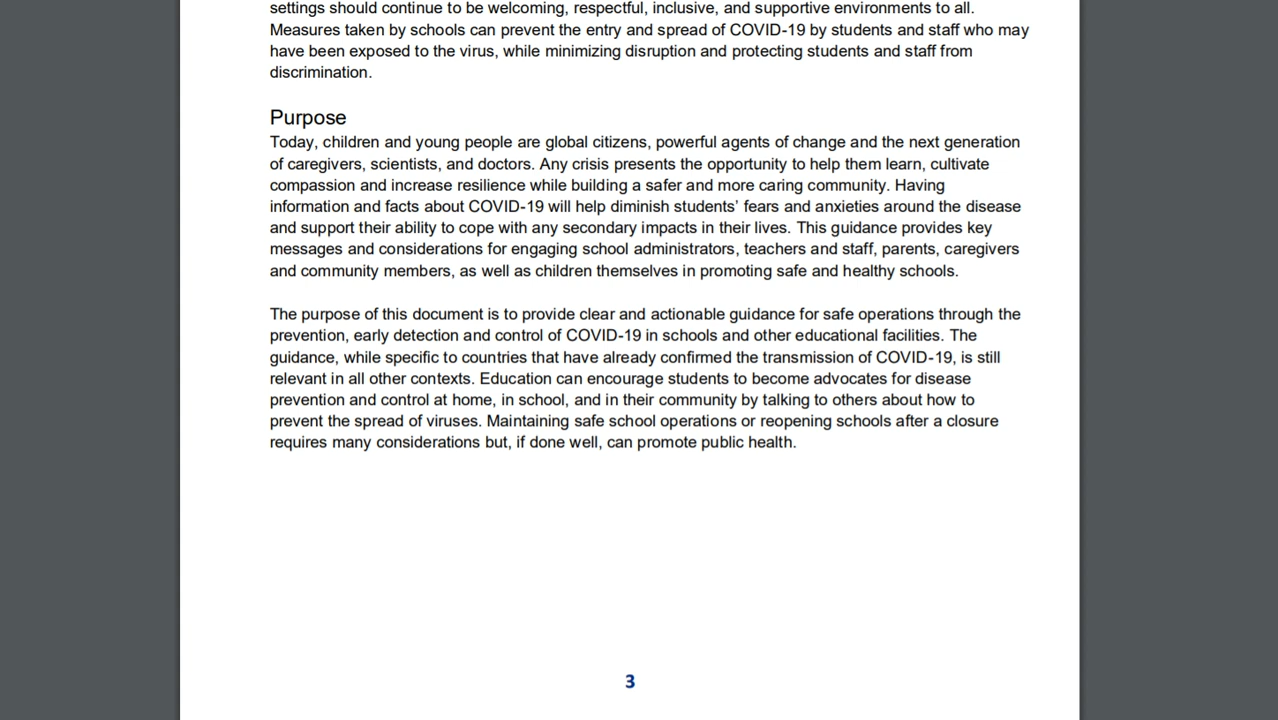 settings should continue to be welcoming, respectful, inclusive, and supportive environments to all.
Measures taken by schools can prevent the entry and spread of COVID-19 by students and staff who may
have been exposed to the virus, while minimizing disruption and protecting students and staff from
discrimination.
Purpose
Today, children and young people are global citizens, powerful agents of change and the next generation
of caregivers, scientists, and doctors. Any crisis presents the opportunity to help them learn, cultivate
compassion and increase resilience while building a safer and more caring community. Having
information and facts about COVID-19 will help diminish students’ fears and anxieties around the disease
and support their ability to cope with any secondary impacts in their lives. This guidance provides key
messages and considerations for engaging school administrators, teachers and staff, parents, caregivers
and community members, as well as children themselves in promoting safe and healthy schools.
The purpose of this document is to provide clear and actionable guidance for safe operations through the
prevention, early detection and control of COVID-19 in schools and other educational facilities. The
guidance, while specific to countries that have already confirmed the transmission of COVID-19, is still
relevant in all other contexts. Education can encourage students to become advocates for disease
prevention and control at home, in school, and in their community by talking to others about how to
prevent the spread of viruses. Maintaining safe school operations or reopening schools after a closure
requires many considerations but, if done well, can promote public health.
3